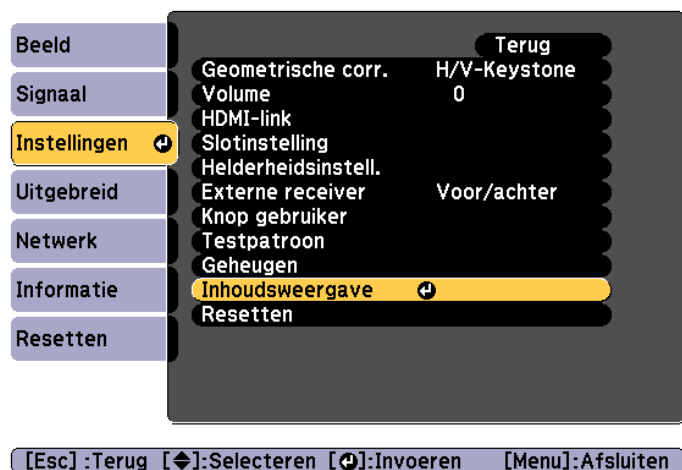 Beeld
Signaal
Instellingen
Uitgebreid
Netwerk
Informatie
Resetten
Terug
Geometrische corr. H/V-Keystone
Volume 0
HDMI-link
Slotinstelling
Helderheidsinstell.
Externe receiver Voor/achter
Knop gebruiker
Testpatroon
Geheugen
Inhoudsweergave
Resetten
[Esc] :Terug [◆]:Selecteren [⏎]:Invoeren [Menu]:Afsluiten